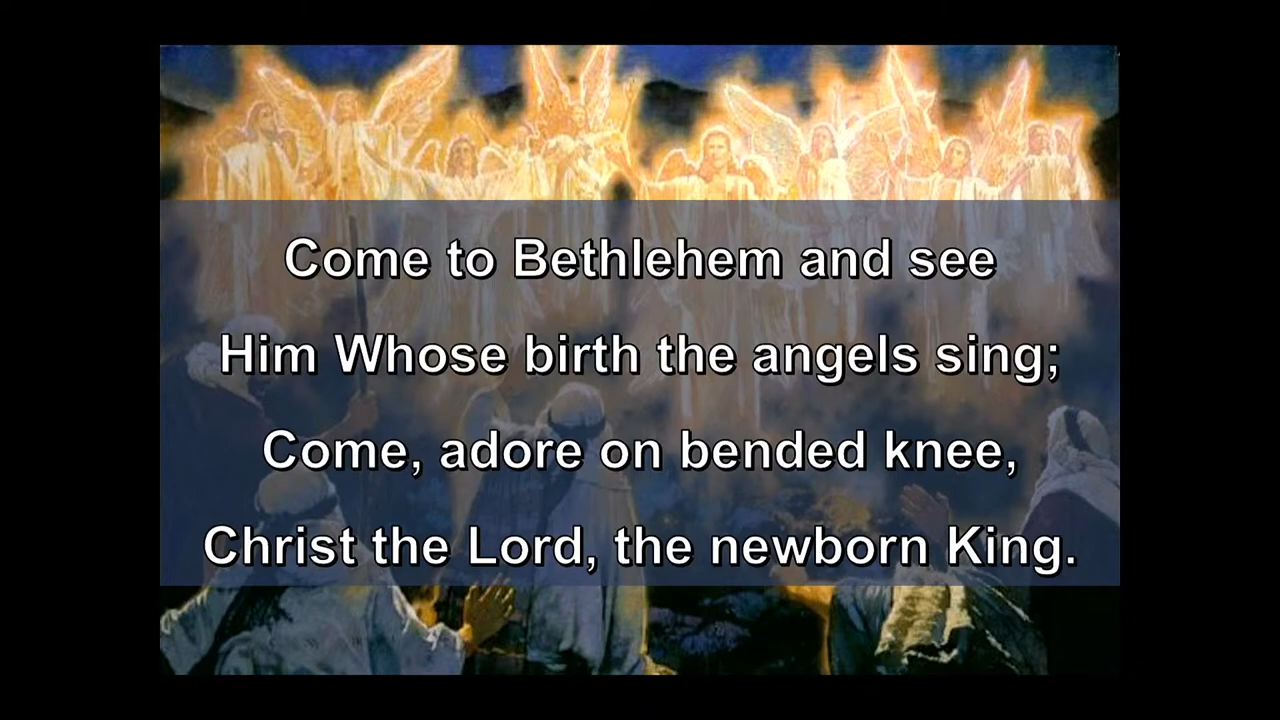 Come to Bethlehem and see
Him Whose birth the angels sing;
Come, adore on bended knee,
Christ the Lord, the newborn King.